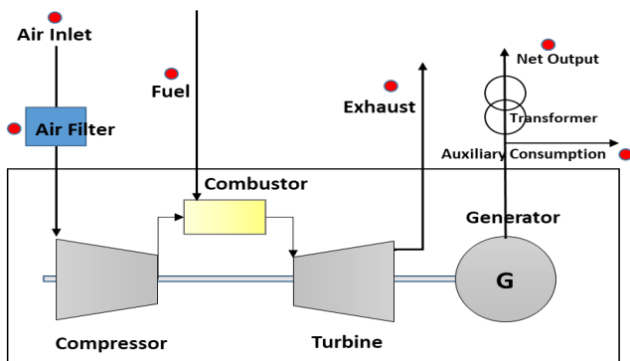 Air Inlet
Fuel
Air Filter
Exhaust
Net Output
Transformer
Auxiliary Consumption
Combustor
Generator
G
Compressor
Turbine